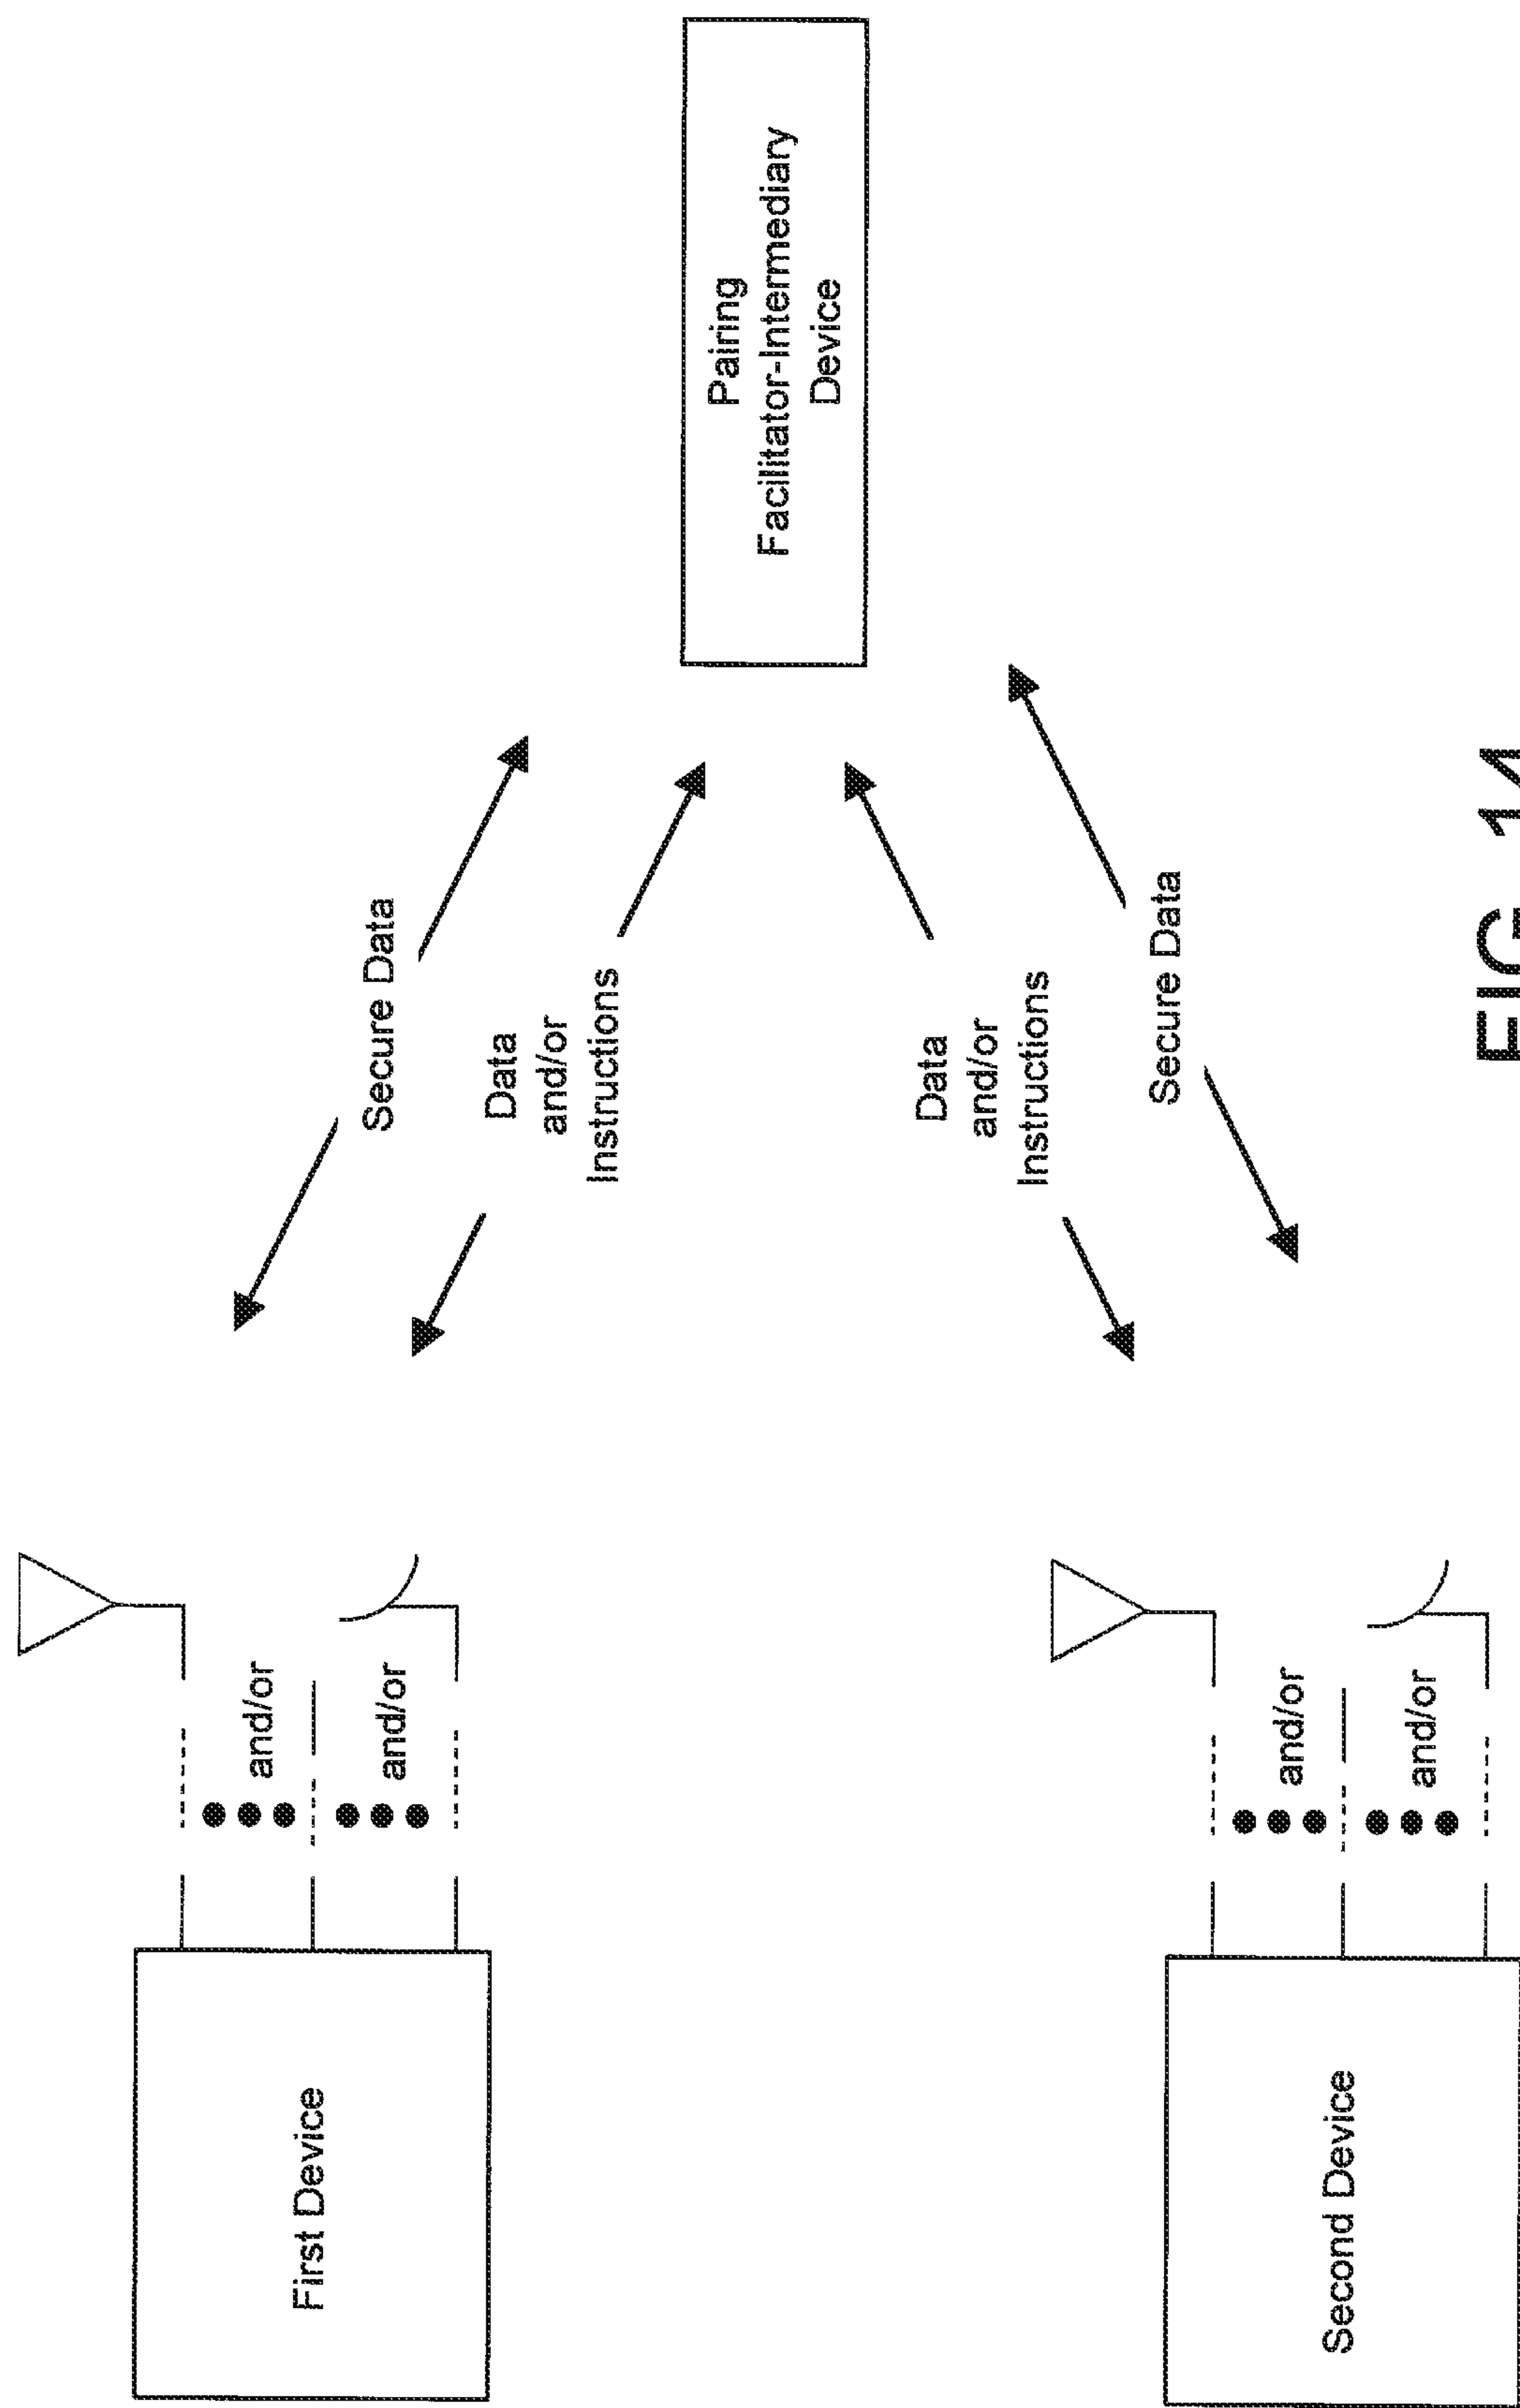 First Device
and/or
and/or
Secure Data
Data
and/or
Instructions
Pairing
Facilitator-Intermediary
Device
Data
and/or
Instructions
Secure Data
Second Device
and/or
and/or
FIG 14